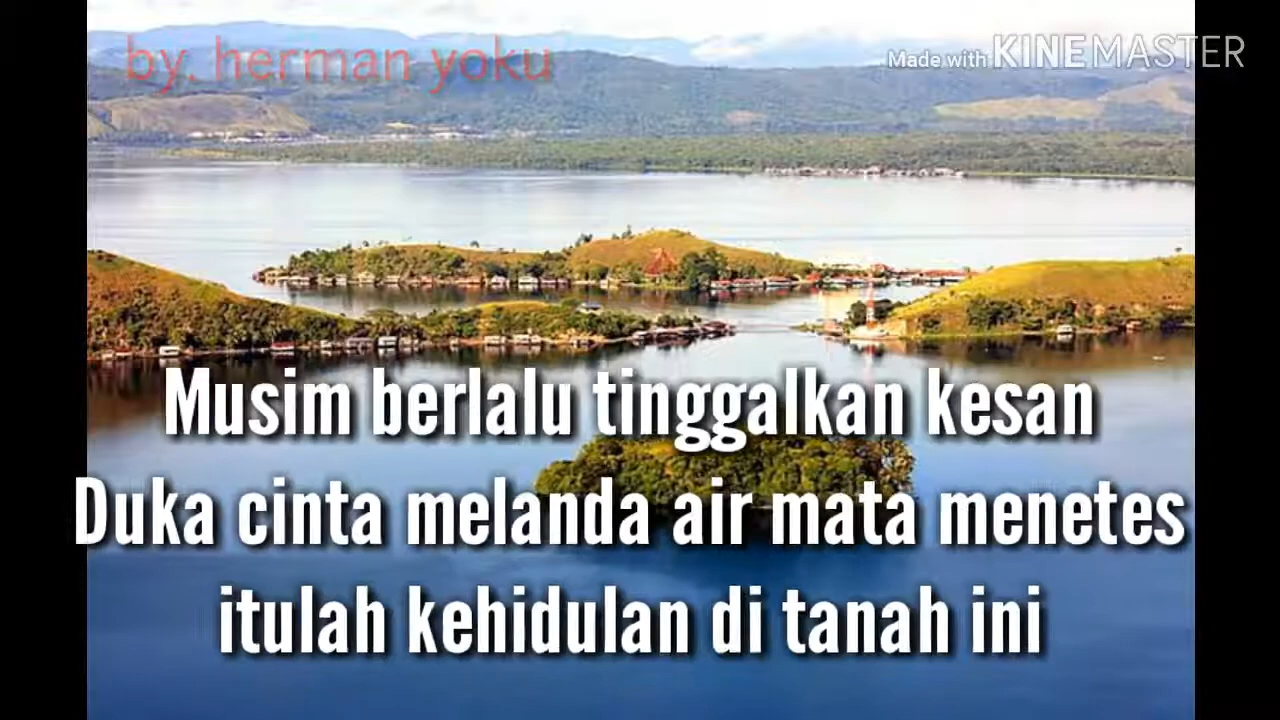 by. herman yoku
Made with KINEMASTER
Musim berlalu tinggalkan kesan
Duka cinta melanda air mata menetes
itulah kehidulan di tanah ini